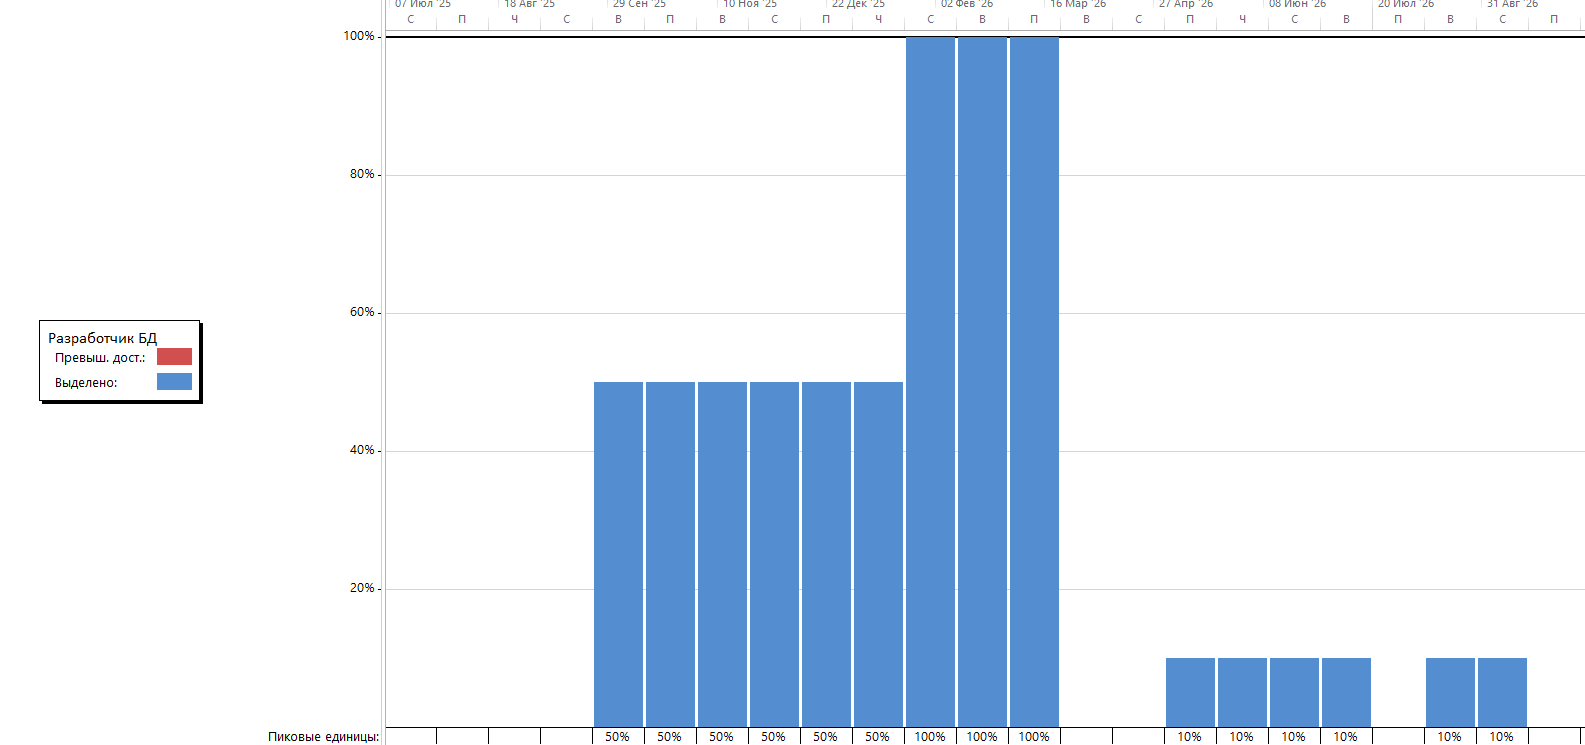 07 Июл '25 18 Авг '25 29 Сен '25 10 Ноя '25 22 Дек '25 02 Фев '26 16 Мар '26 27 Апр '26 08 Июн '26 20 Июл '26 31 Авг '26
С П Ч С В П В С П Ч С В П В С П Ч С В П В С П
100%
80%
60%
40%
20%
Разработчик БД
Превыш. дост.:
Выделено:
Пиковые единицы: 50% 50% 50% 50% 50% 50% 100% 100% 100% 10% 10% 10% 10% 10% 10%